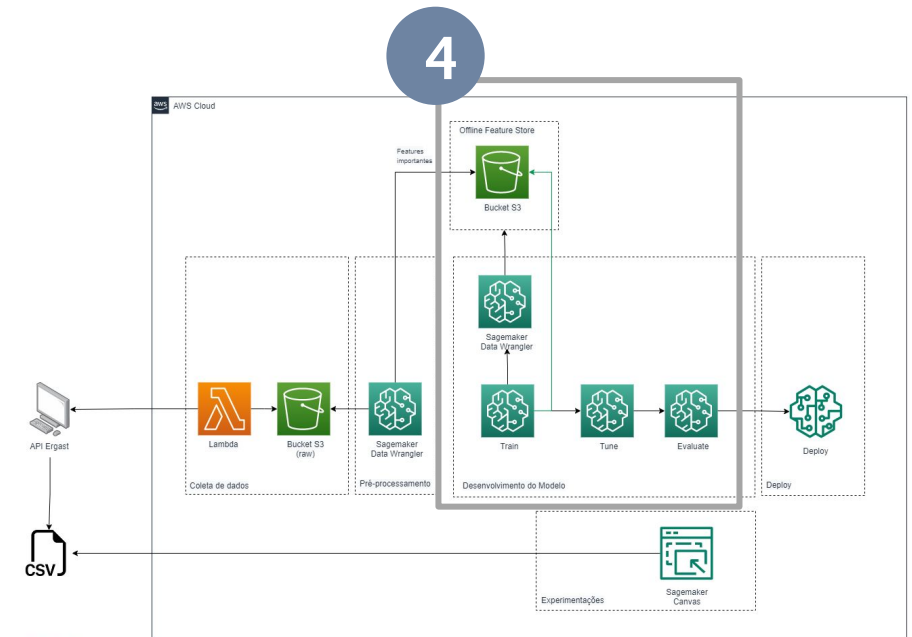 4
aws
AWS Cloud
Offline Feature Store
Features
importantes
Bucket S3
Sagemaker
Data Wrangler
API Ergast
Lambda
Bucket S3
(raw)
Sagemaker
Data Wrangler
Train
Tune
Evaluate
Deploy
Coleta de dados
Pré-processamento
Desenvolvimento do Modelo
Deploy
CSV
Sagemaker
Canvas
Experimentações